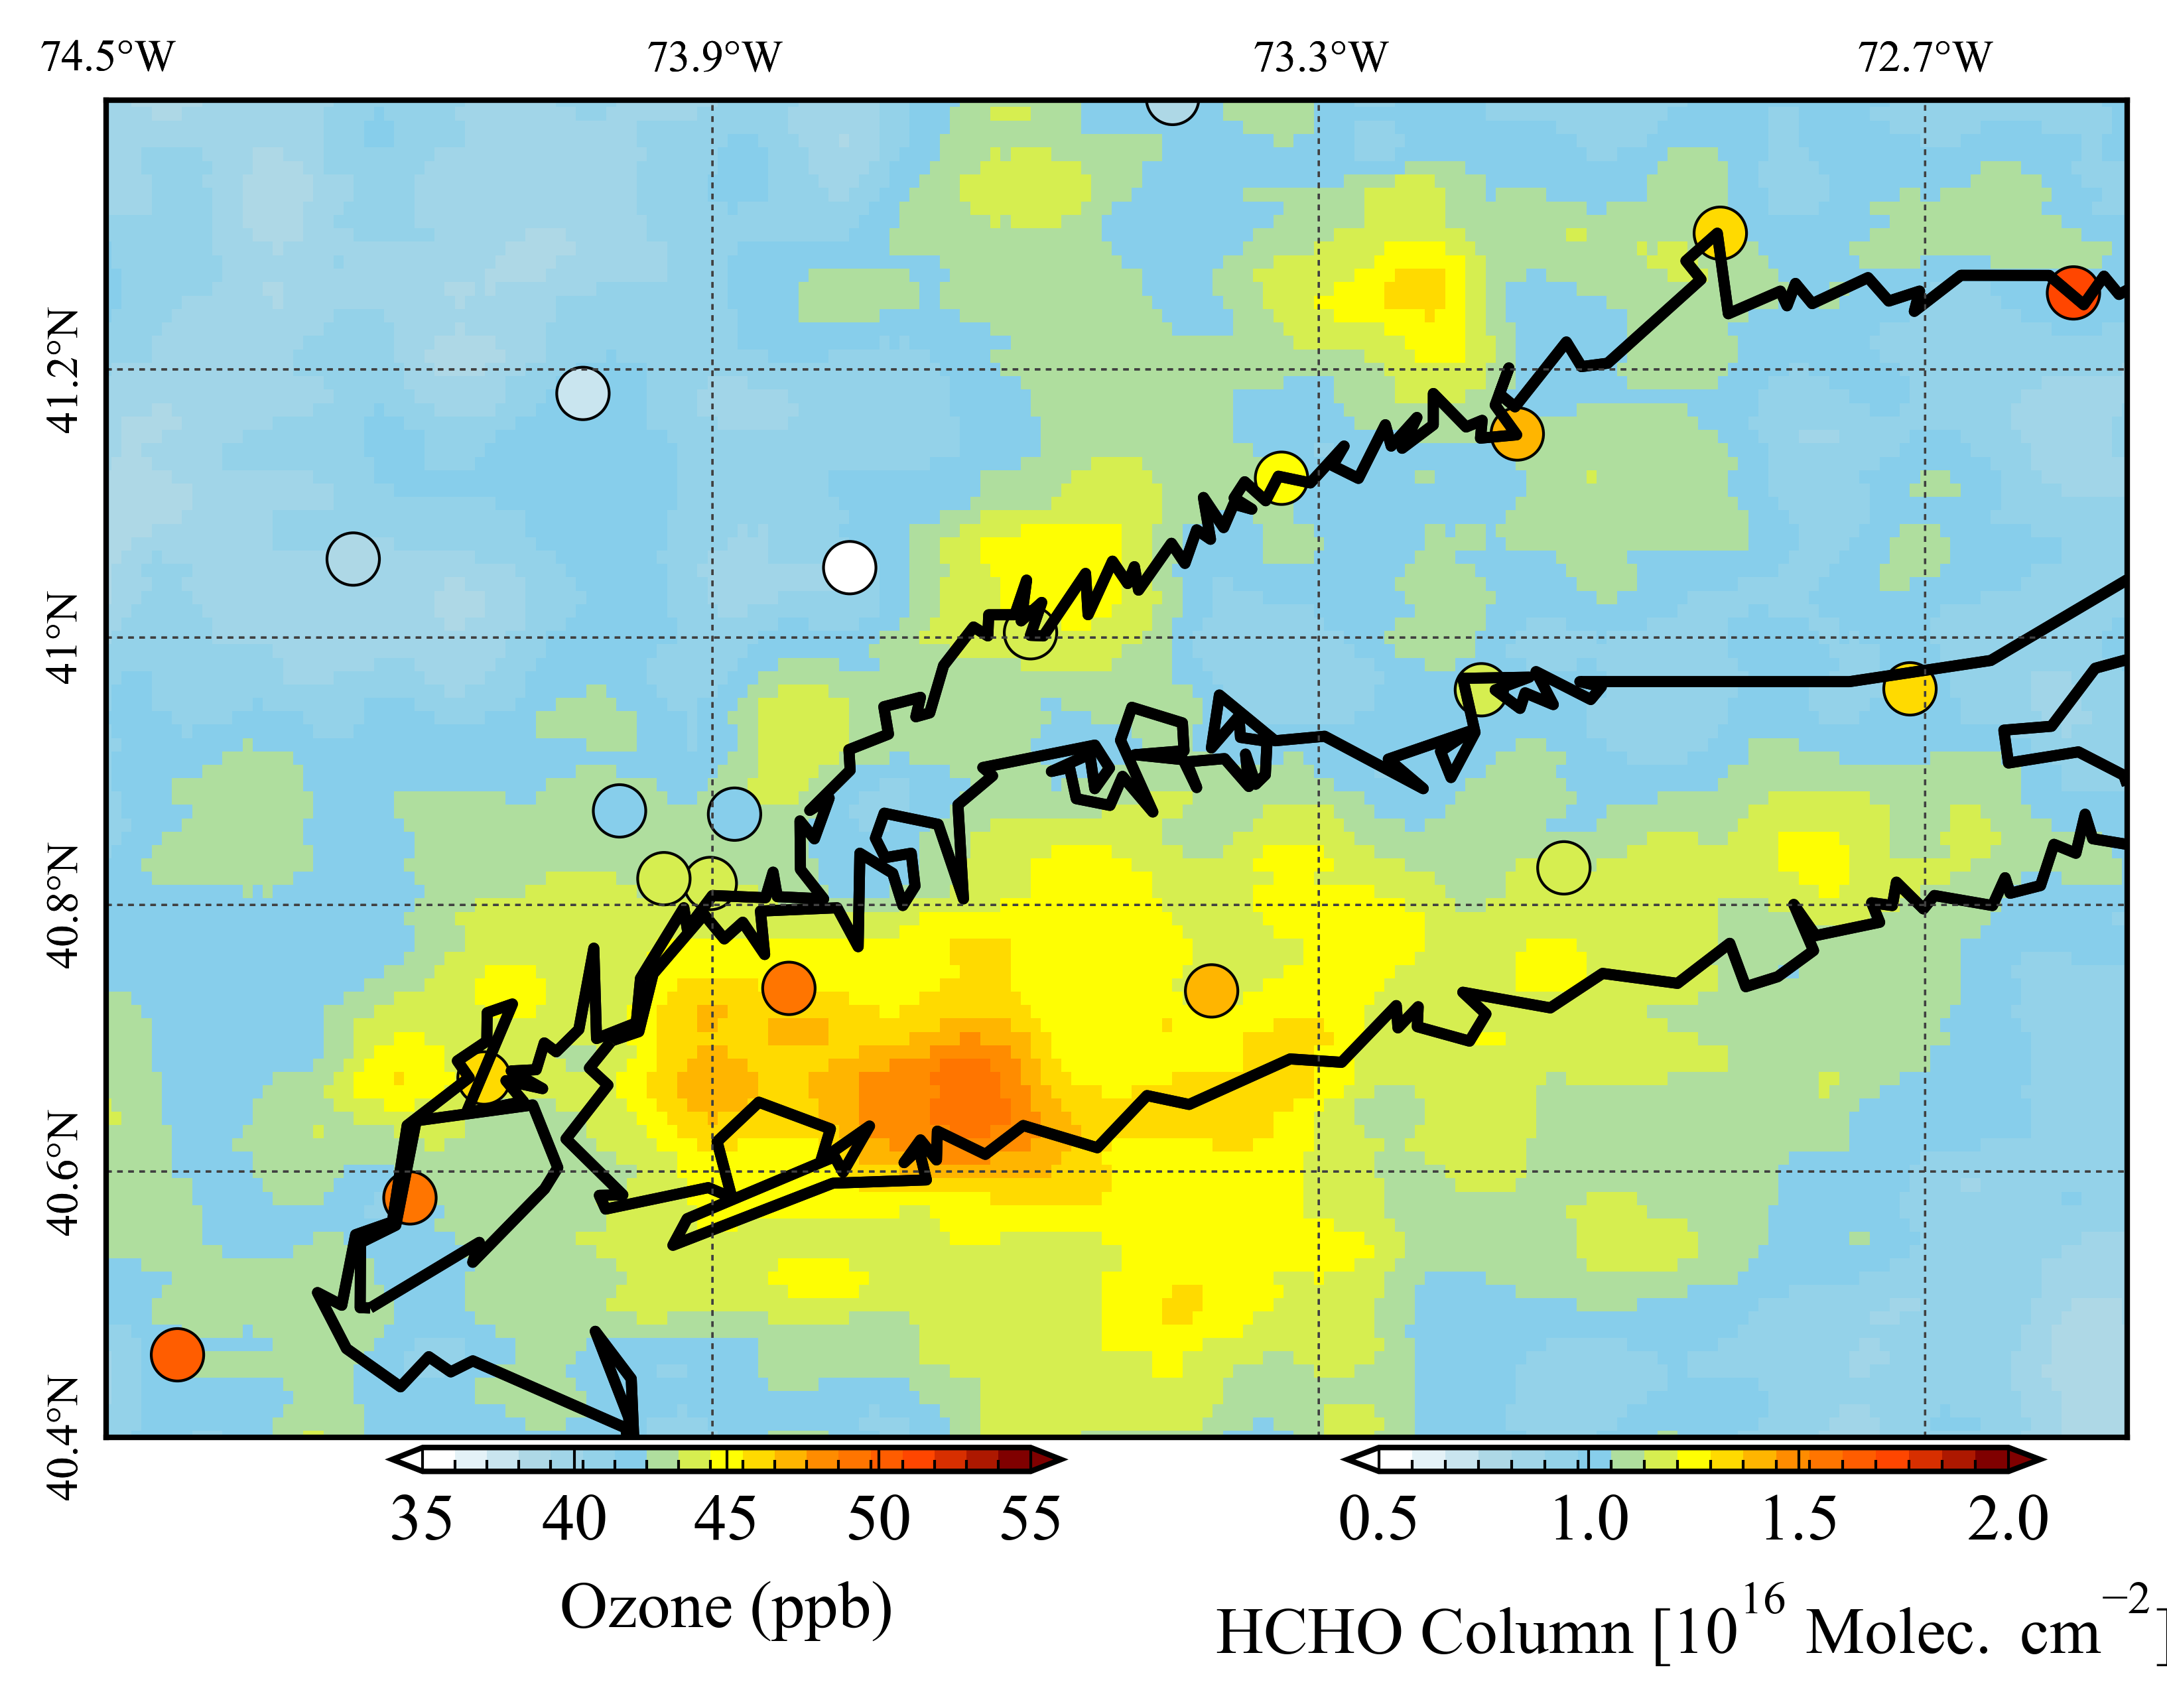 74.5°W 73.9°W 73.3°W 72.7°W
41.2°N
41°N
40.8°N
40.6°N
40.4°N
35 40 45 50 55
Ozone (ppb)
0.5 1.0 1.5 2.0
HCHO Column [10^16 Molec. cm^−2]